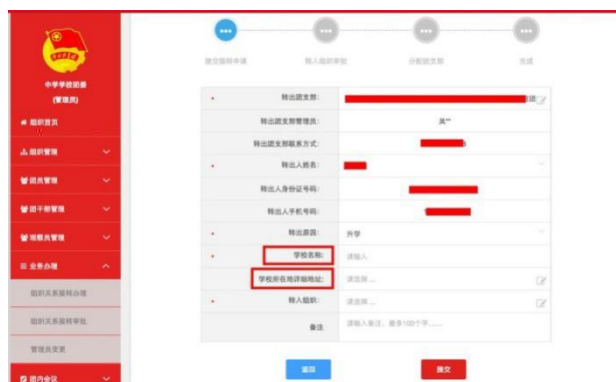 提交接转申请
转入组织审批
分配团支部
完成
中学学校团委
(管理员)
组织首页
组织管理
团员管理
团干部管理
观察员管理
业务办理
组织关系接转办理
组织关系接转审批
管理员变更
团内会议
* 转出团支部:
转出团支部管理员: 吴**
转出团支部联系方式:
* 转出人姓名:
转出人身份证号码:
转出人手机号码:
* 转出原因: 升学
* 学校名称: 请输入
学校所在地详细地址: 请选择...
* 转入组织: 请选择...
备注 请输入备注, 最多100个字......
返回
提交